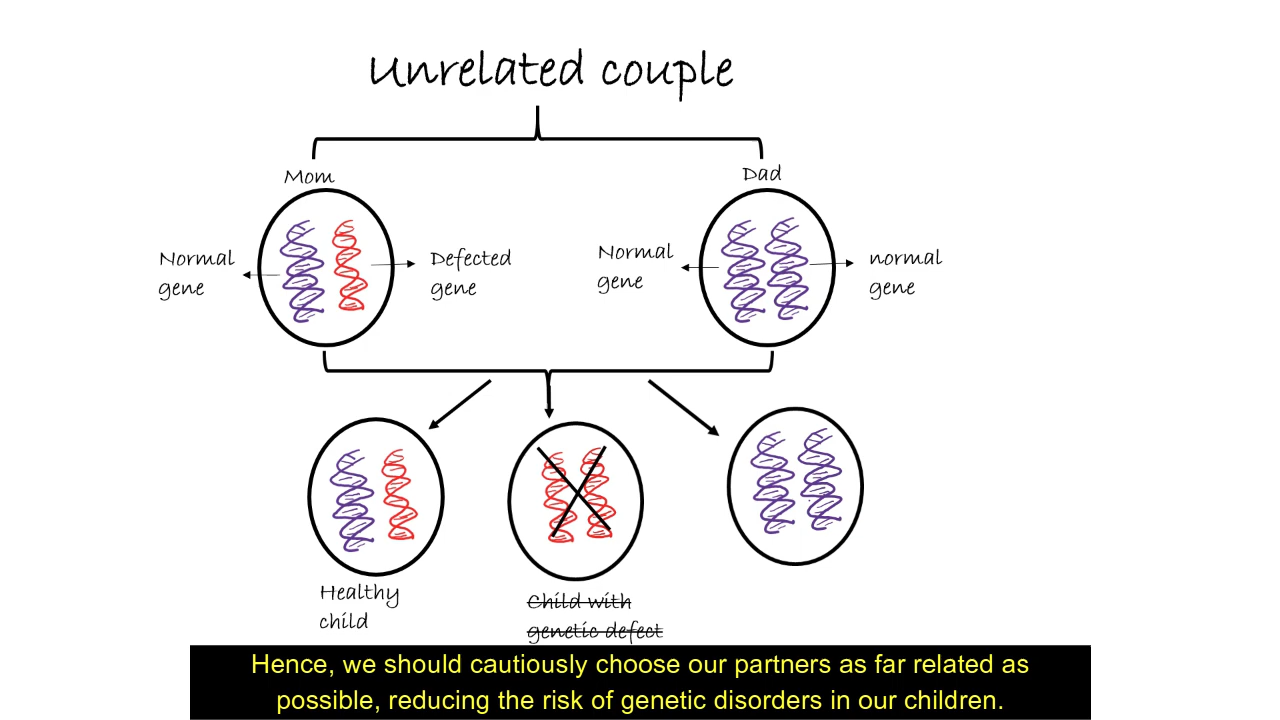 Unrelated couple
Mom
Dad
Normal
gene
Defected
gene
Normal
gene
normal
gene
Healthy
child
Child with
genetic defect
Hence, we should cautiously choose our partners as far related as
possible, reducing the risk of genetic disorders in our children.